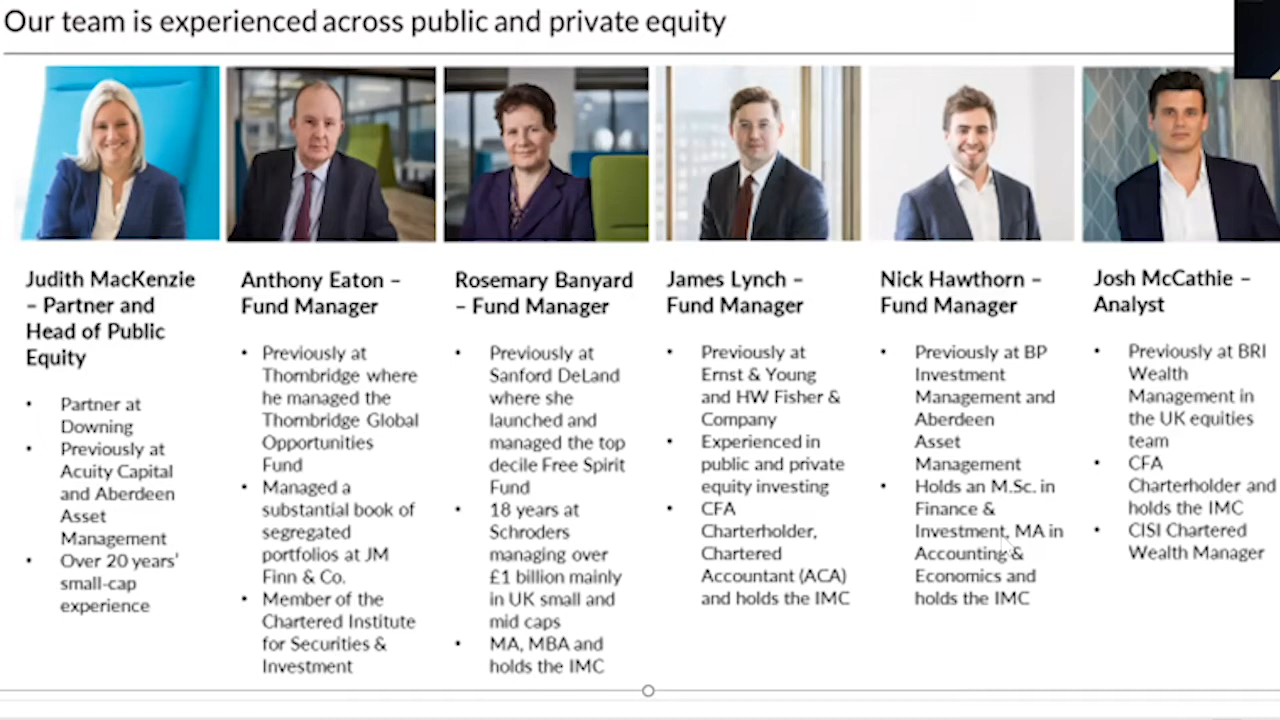 Our team is experienced across public and private equity
Judith MacKenzie
– Partner and
Head of Public
Equity
• Partner at
Downing
• Previously at
Acuity Capital
and Aberdeen
Asset
Management
• Over 20 years'
small-cap
experience
Anthony Eaton –
Fund Manager
• Previously at
Thornbridge where
he managed the
Thornbridge Global
Opportunities
Fund
• Managed a
substantial book of
segregated
portfolios at JM
Finn & Co.
• Member of the
Chartered Institute
for Securities &
Investment
Rosemary Banyard
– Fund Manager
• Previously at
Sanford DeLand
where she
launched and
managed the top
decile Free Spirit
Fund
• 18 years at
Schroders
managing over
£1 billion mainly
in UK small and
mid caps
• MA, MBA and
holds the IMC
James Lynch –
Fund Manager
• Previously at
Ernst & Young
and HW Fisher &
Company
• Experienced in
public and private
equity investing
• CFA
Charterholder,
Chartered
Accountant (ACA)
and holds the IMC
Nick Hawthorn –
Fund Manager
• Previously at BP
Investment
Management and
Aberdeen
Asset
Management
• Holds an M.Sc. in
Finance &
Investment, MA in
Accounting &
Economics and
holds the IMC
Josh McCathie –
Analyst
• Previously at BRI
Wealth
Management in
the UK equities
team
• CFA
Charterholder and
holds the IMC
• CISI Chartered
Wealth Manager